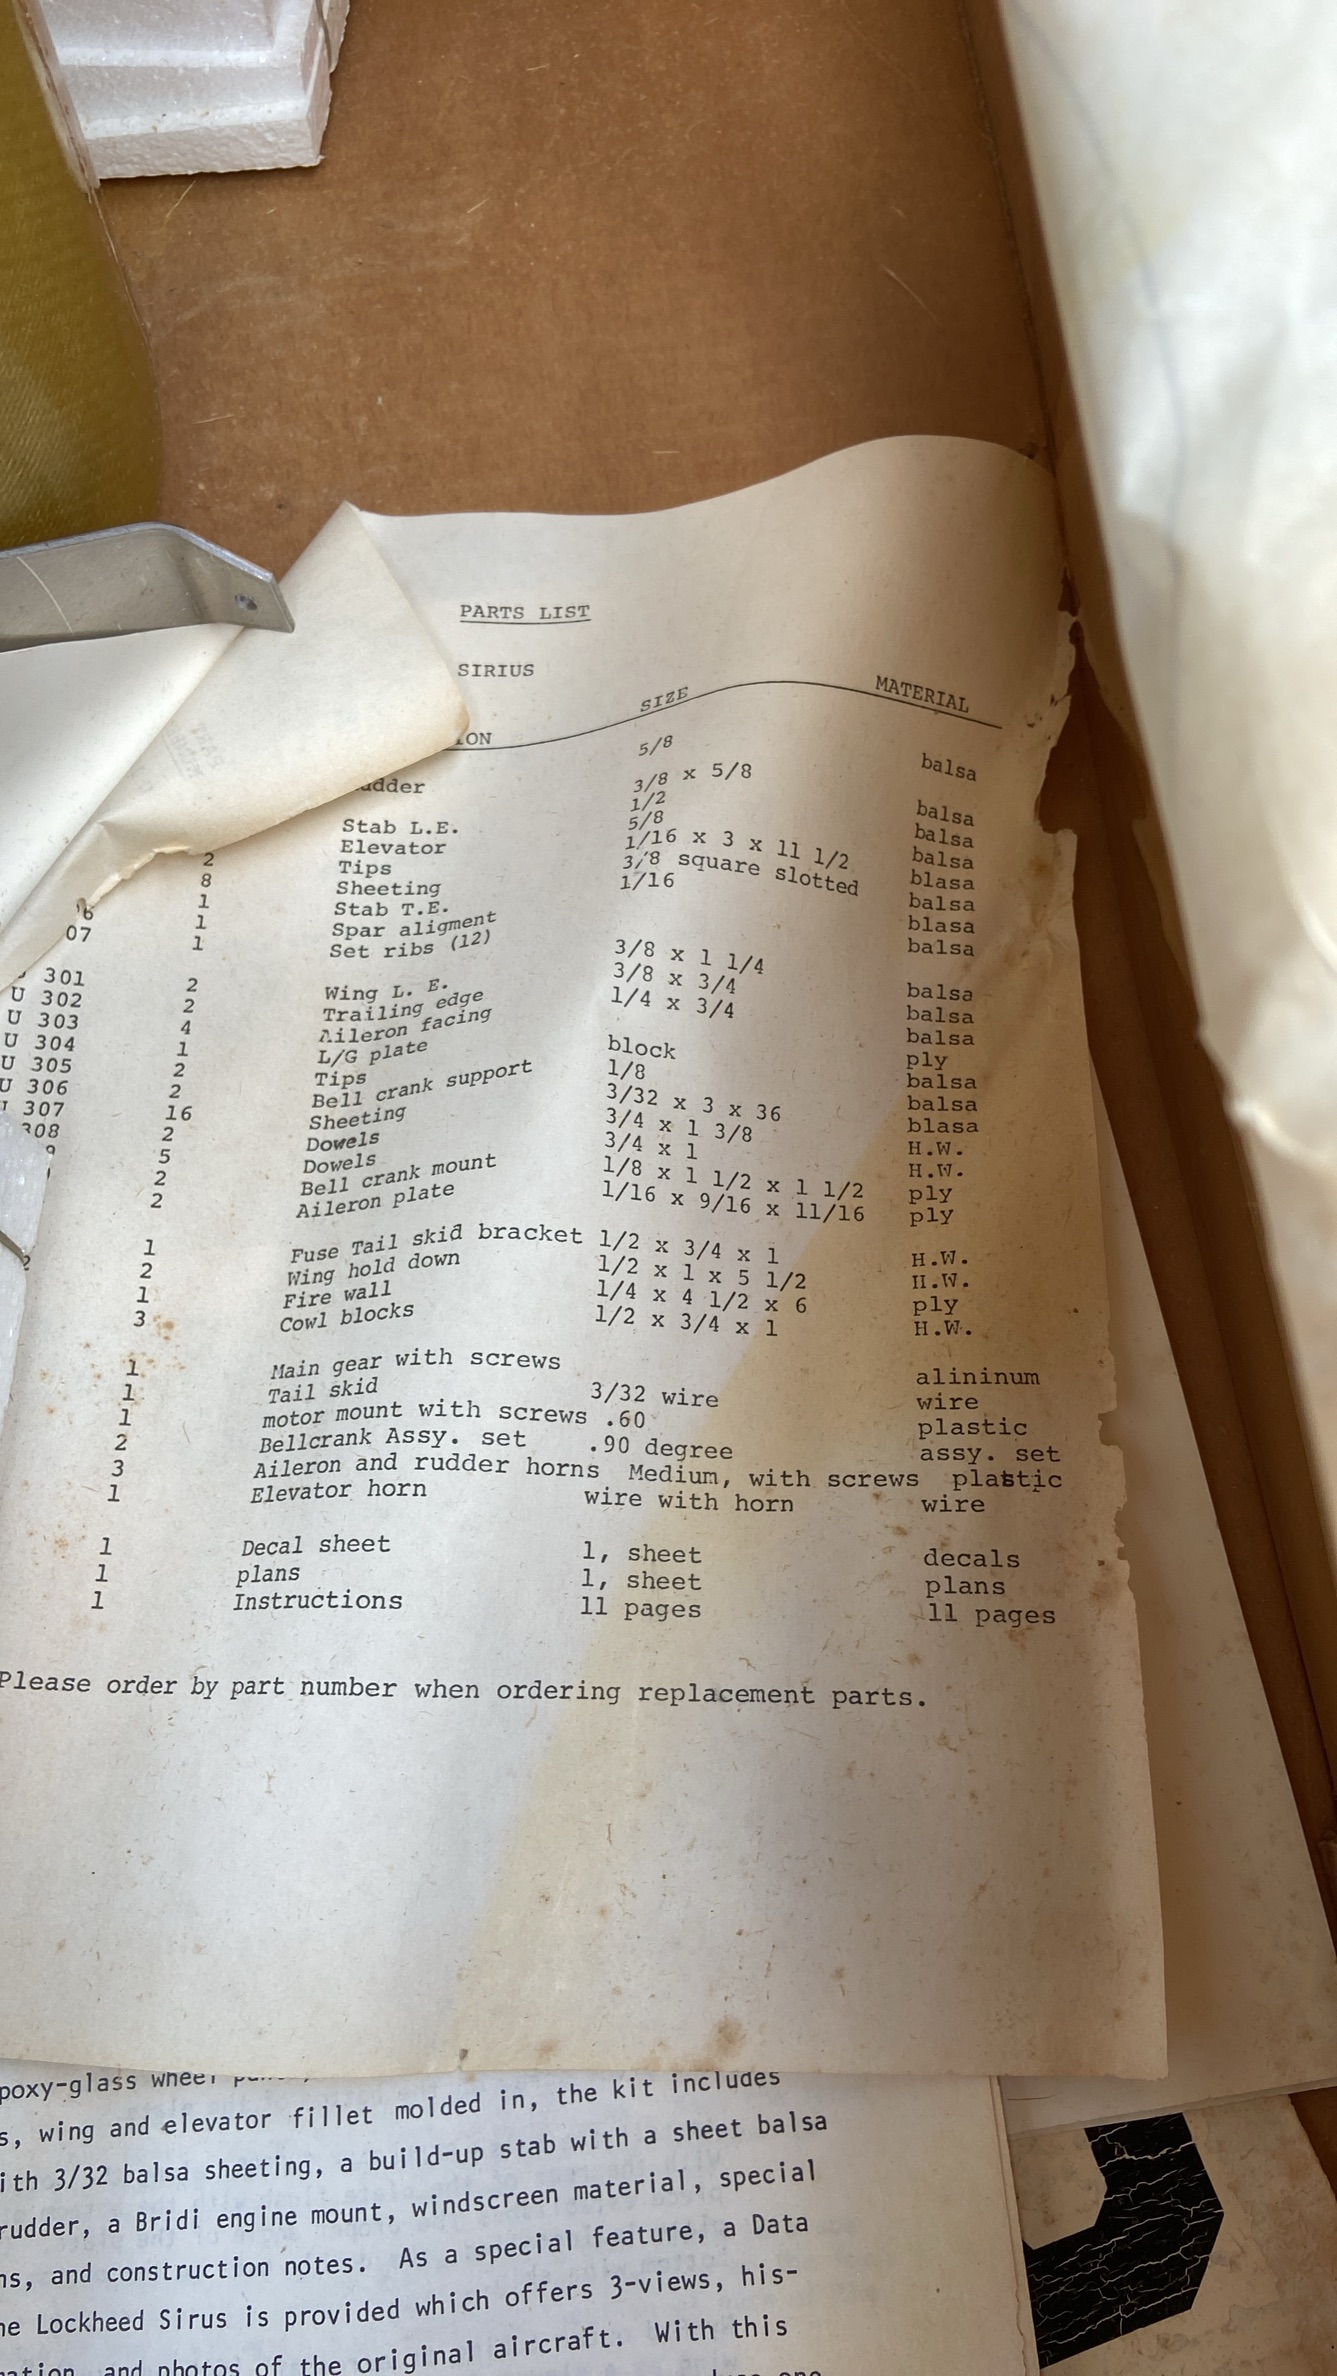 PARTS LIST
SIRIUS
ION SIZE MATERIAL
udder 5/8 balsa
3/8 x 5/8
Stab L.E. 1/2 balsa
Elevator 5/8 balsa
2 Tips 1/16 x 3 x 11 1/2 balsa
8 Sheeting 3/8 square slotted blasa
1 Stab T.E. 1/16 balsa
6 1 Spar aligment blasa
07 1 Set ribs (12) balsa
301 2 Wing L. E. 3/8 x 1 1/4 balsa
U 302 2 Trailing edge 3/8 x 3/4 balsa
U 303 4 Aileron facing 1/4 x 3/4 balsa
U 304 1 L/G plate ply
U 305 2 Tips block balsa
U 306 2 Bell crank support 1/8 balsa
307 16 Sheeting 3/32 x 3 x 36 blasa
308 2 Dowels 3/4 x 1 3/8 H.W.
9 5 Dowels 3/4 x 1 H.W.
2 Bell crank mount 1/8 x 1 1/2 x 1 1/2 ply
2 Aileron plate 1/16 x 9/16 x 11/16 ply
1 Fuse Tail skid bracket 1/2 x 3/4 x 1 H.W.
2 2 Wing hold down 1/2 x 1 x 5 1/2 H.W.
1 Fire wall 1/4 x 4 1/2 x 6 ply
3 Cowl blocks 1/2 x 3/4 x 1 H.W.
1 Main gear with screws alininum
1 Tail skid 3/32 wire wire
1 motor mount with screws .60 plastic
2 Bellcrank Assy. set .90 degree assy. set
3 Aileron and rudder horns Medium, with screws plastic
1 Elevator horn wire with horn wire
1 Decal sheet 1, sheet decals
1 plans 1, sheet plans
1 Instructions 11 pages 11 pages
Please order by part number when ordering replacement parts.
poxy-glass wheel
s, wing and elevator fillet molded in, the kit includes
ith 3/32 balsa sheeting, a build-up stab with a sheet balsa
rudder, a Bridi engine mount, windscreen material, special
ns, and construction notes. As a special feature, a Data
he Lockheed Sirus is provided which offers 3-views, his-
ation, and photos of the original aircraft. With this